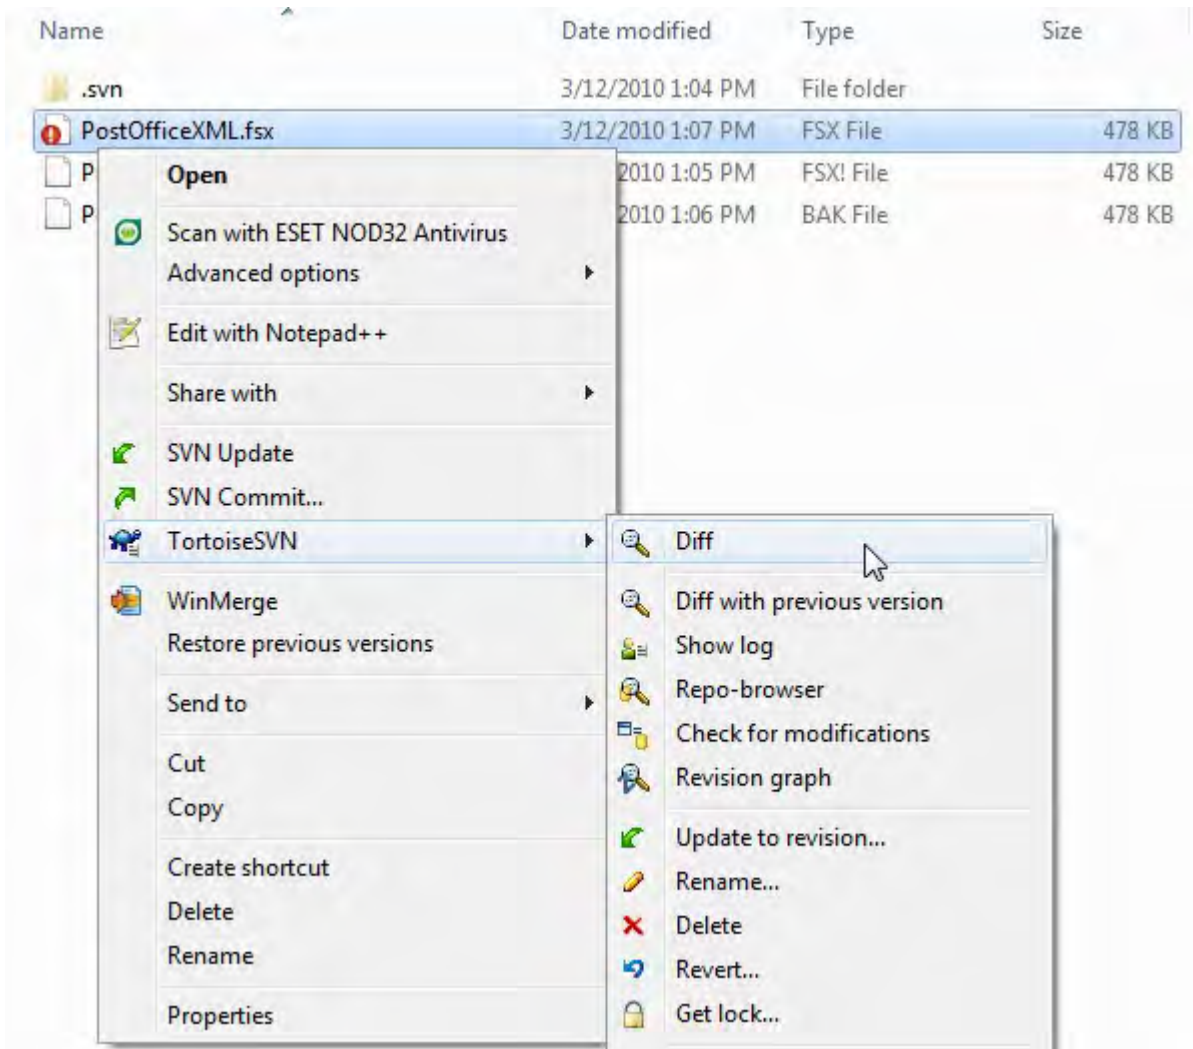 Name Date modified Type Size
.svn 3/12/2010 1:04 PM File folder
PostOfficeXML.fsx 3/12/2010 1:07 PM FSX File 478 KB
P 2010 1:05 PM FSX! File 478 KB
P 2010 1:06 PM BAK File 478 KB
Open
Scan with ESET NOD32 Antivirus
Advanced options
Edit with Notepad++
Share with
SVN Update
SVN Commit...
TortoiseSVN
WinMerge
Restore previous versions
Send to
Cut
Copy
Create shortcut
Delete
Rename
Properties
Diff
Diff with previous version
Show log
Repo-browser
Check for modifications
Revision graph
Update to revision...
Rename...
Delete
Revert...
Get lock...